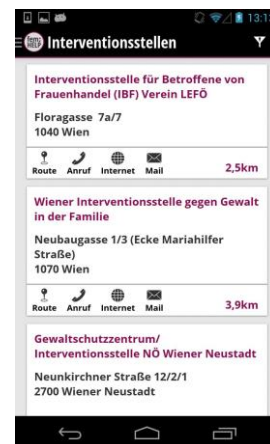 13:1
fem:
HELP
Interventionsstellen
Interventionsstelle für Betroffene von
Frauenhandel (IBF) Verein LEFÖ
Floragasse 7a/7
1040 Wien
Route Anruf Internet Mail 2,5km
Wiener Interventionsstelle gegen Gewalt
in der Familie
Neubaugasse 1/3 (Ecke Mariahilfer
Straße)
1070 Wien
Route Anruf Internet Mail 3,9km
Gewaltschutzzentrum/
Interventionsstelle NÖ Wiener Neustadt
Neunkirchner Straße 12/2/1
2700 Wiener Neustadt